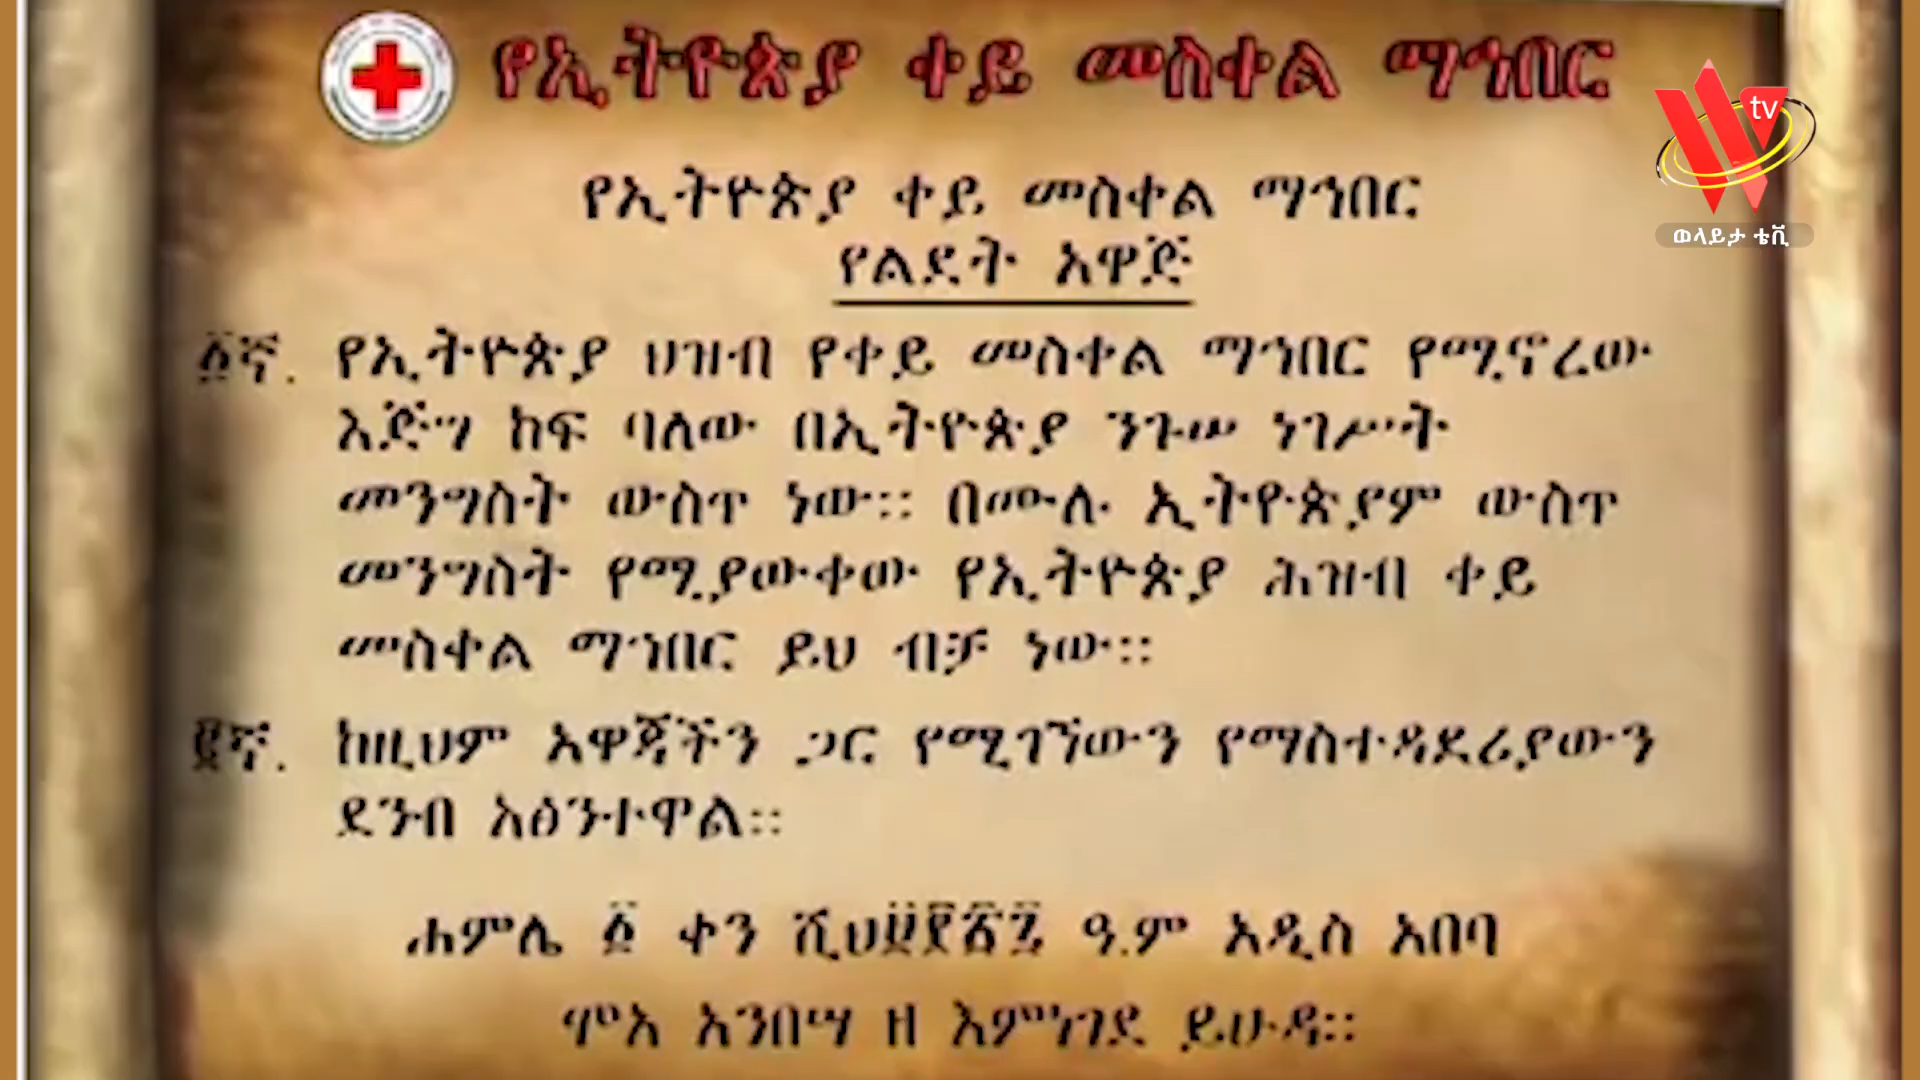 የኢትዮጵያ ቀይ መስቀል ማኅበር
tv
ወላይታ ቴቪ
የኢትዮጵያ ቀይ መስቀል ማኅበር
የልደት አዋጅ
፩ኛ. የኢትዮጵያ ህዝብ የቀይ መስቀል ማኅበር የሚኖረው
እጅግ ከፍ ባለው በኢትዮጵያ ንጉሠ ነገሥት
መንግስት ውስጥ ነው፡፡ በሙሉ ኢትዮጵያም ውስጥ
መንግስት የሚያውቀው የኢትዮጵያ ሕዝብ ቀይ
መስቀል ማኅበር ይህ ብቻ ነው፡፡
፪ኛ. ከዚህም አዋጃችን ጋር የሚገኘውን የማስተዳደሪያውን
ደንብ አፅንተዋል፡፡
ሐምሌ ፩ ቀን ሺህ፱፻፳፯ ዓ.ም አዲስ አበባ
ሞአ አንበሣ ዘ እምነገደ ይሁዳ፡፡